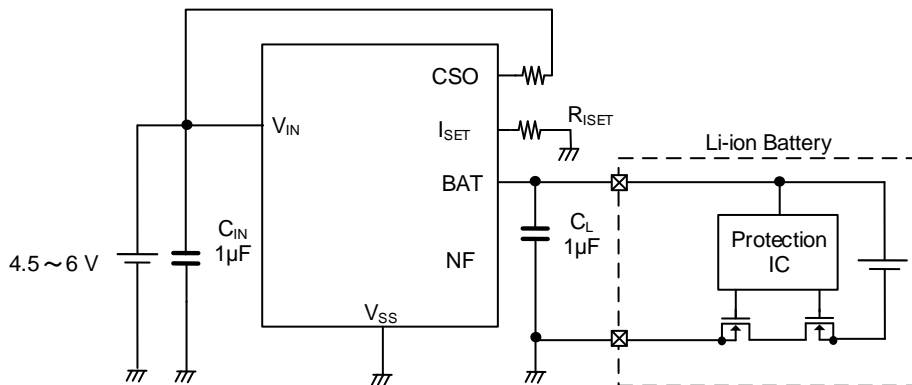 CSO
V_IN
I_SET
R_ISET
Li-ion Battery
BAT
C_IN
1µF
C_L
1µF
Protection
IC
4.5～6 V
NF
V_SS